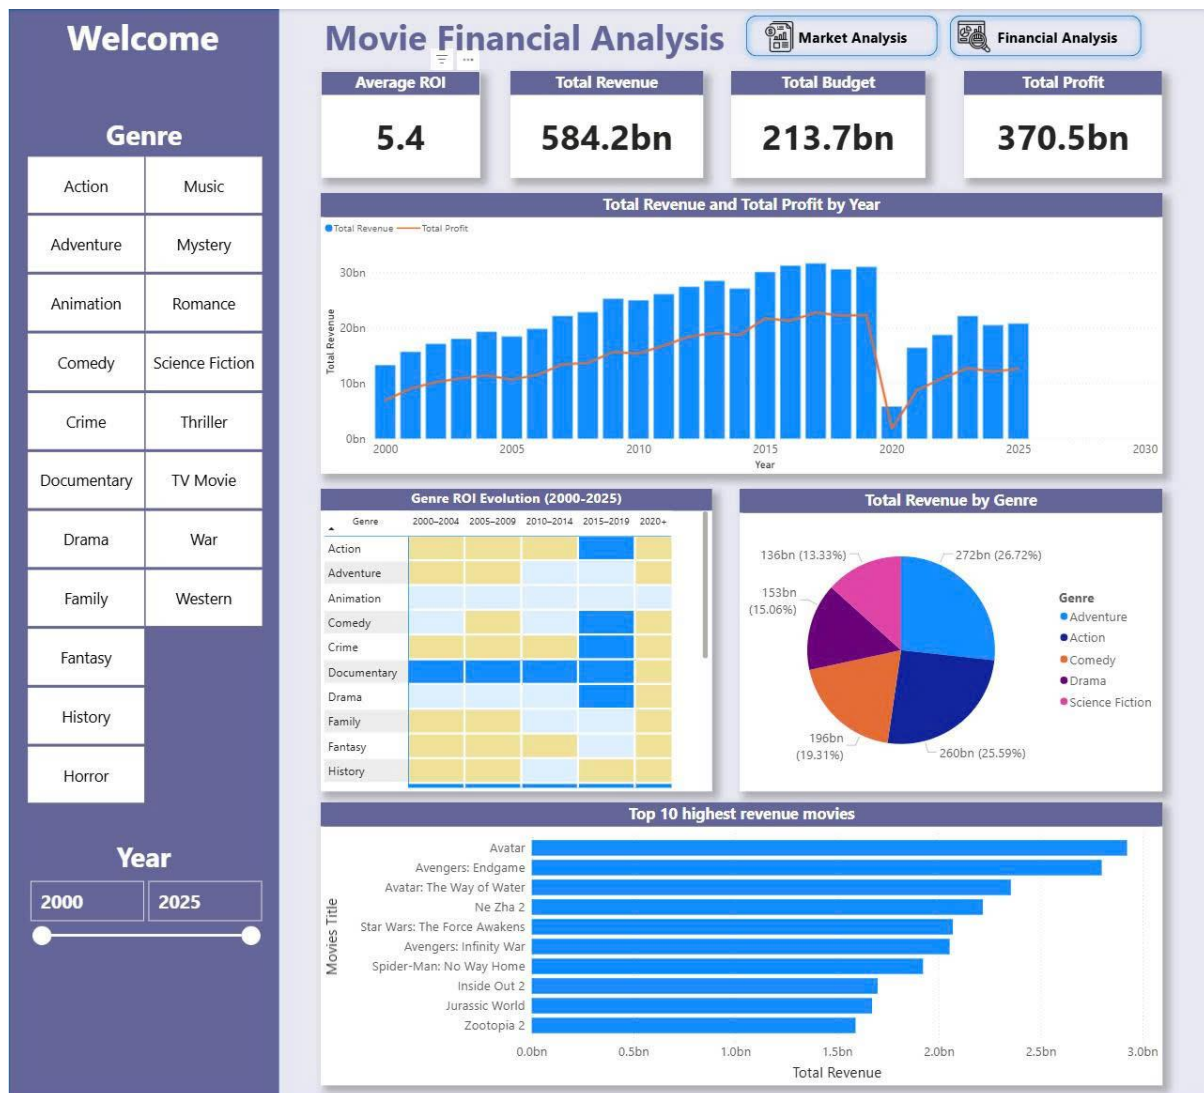 Welcome
Movie Financial Analysis
Market Analysis
Financial Analysis
Genre
Action Music
Adventure Mystery
Animation Romance
Comedy Science Fiction
Crime Thriller
Documentary TV Movie
Drama War
Family Western
Fantasy
History
Horror
Year
2000 2025
Average ROI
5.4
Total Revenue
584.2bn
Total Budget
213.7bn
Total Profit
370.5bn
Total Revenue and Total Profit by Year
Total Revenue Total Profit
Total Revenue
30bn
20bn
10bn
0bn
2000 2005 2010 2015 2020 2025 2030
Year
Genre ROI Evolution (2000-2025)
Genre 2000–2004 2005–2009 2010–2014 2015–2019 2020+
Action
Adventure
Animation
Comedy
Crime
Documentary
Drama
Family
Fantasy
History
Total Revenue by Genre
136bn (13.33%)
272bn (26.72%)
153bn
(15.06%)
196bn
(19.31%)
260bn (25.59%)
Genre
Adventure
Action
Comedy
Drama
Science Fiction
Top 10 highest revenue movies
Movies Title
Avatar
Avengers: Endgame
Avatar: The Way of Water
Ne Zha 2
Star Wars: The Force Awakens
Avengers: Infinity War
Spider-Man: No Way Home
Inside Out 2
Jurassic World
Zootopia 2
0.0bn 0.5bn 1.0bn 1.5bn 2.0bn 2.5bn 3.0bn
Total Revenue